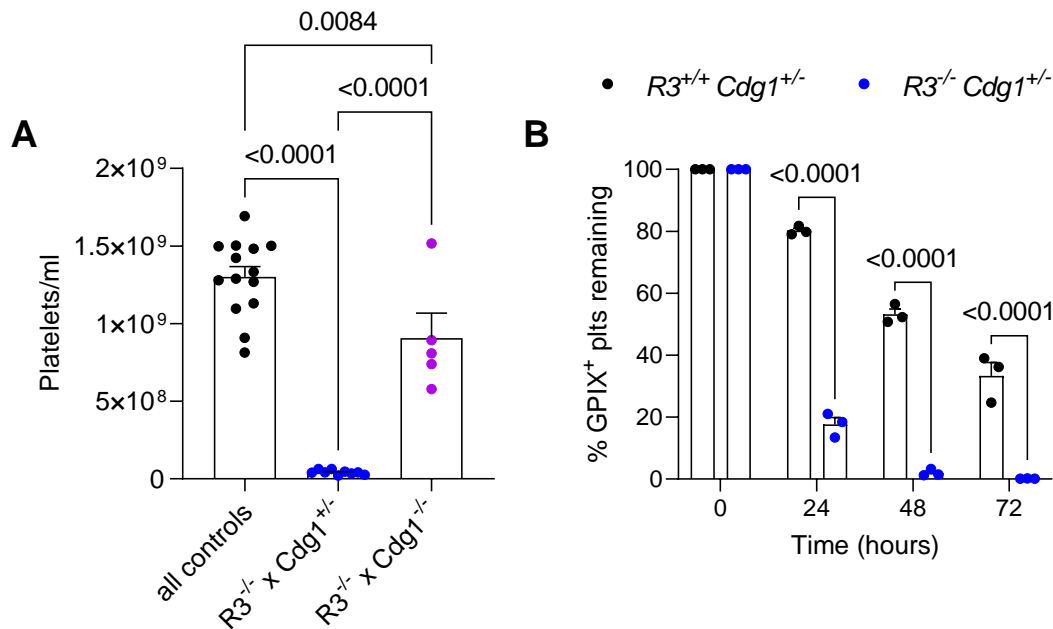 A
0.0084
<0.0001
<0.0001
2×10⁹
1.5×10⁹
1×10⁹
5×10⁸
0
Platelets/ml
all controls
R3⁻/⁻ x Cdg1⁺/⁻
R3⁻/⁻ x Cdg1⁻/⁻
B
R3⁺/⁺ Cdg1⁺/⁻
R3⁻/⁻ Cdg1⁺/⁻
% GPIX⁺ plts remaining
100
80
60
40
20
0
<0.0001
<0.0001
<0.0001
0 24 48 72
Time (hours)